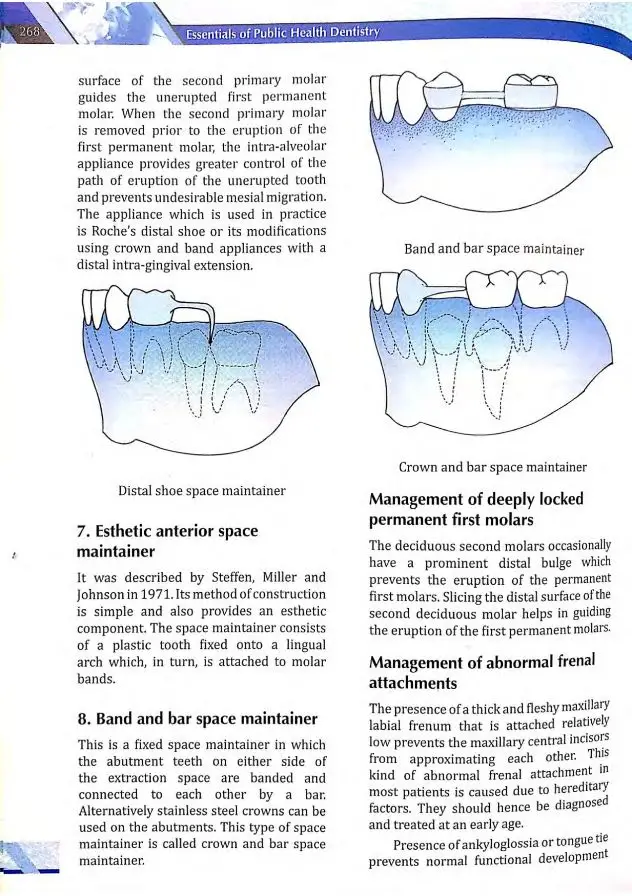 268
Essentials of Public Health Dentistry
surface of the second primary molar
guides the unerupted first permanent
molar. When the second primary molar
is removed prior to the eruption of the
first permanent molar, the intra-alveolar
appliance provides greater control of the
path of eruption of the unerupted tooth
and prevents undesirable mesial migration.
The appliance which is used in practice
is Roche's distal shoe or its modifications
using crown and band appliances with a
distal intra-gingival extension.
Distal shoe space maintainer
7. Esthetic anterior space
maintainer
It was described by Steffen, Miller and
Johnson in 1971. Its method of construction
is simple and also provides an esthetic
component. The space maintainer consists
of a plastic tooth fixed onto a lingual
arch which, in turn, is attached to molar
bands.
8. Band and bar space maintainer
This is a fixed space maintainer in which
the abutment teeth on either side of
the extraction space are banded and
connected to each other by a bar.
Alternatively stainless steel crowns can be
used on the abutments. This type of space
maintainer is called crown and bar space
maintainer.
Band and bar space maintainer
Crown and bar space maintainer
Management of deeply locked
permanent first molars
The deciduous second molars occasionally
have a prominent distal bulge which
prevents the eruption of the permanent
first molars. Slicing the distal surface of the
second deciduous molar helps in guiding
the eruption of the first permanent molars.
Management of abnormal frenal
attachments
The presence of a thick and fleshy maxillary
labial frenum that is attached relatively
low prevents the maxillary central incisors
from approximating each other. This
kind of abnormal frenal attachment in
most patients is caused due to hereditary
factors. They should hence be diagnosed
and treated at an early age.
Presence of ankyloglossia or tongue tie
prevents normal functional development